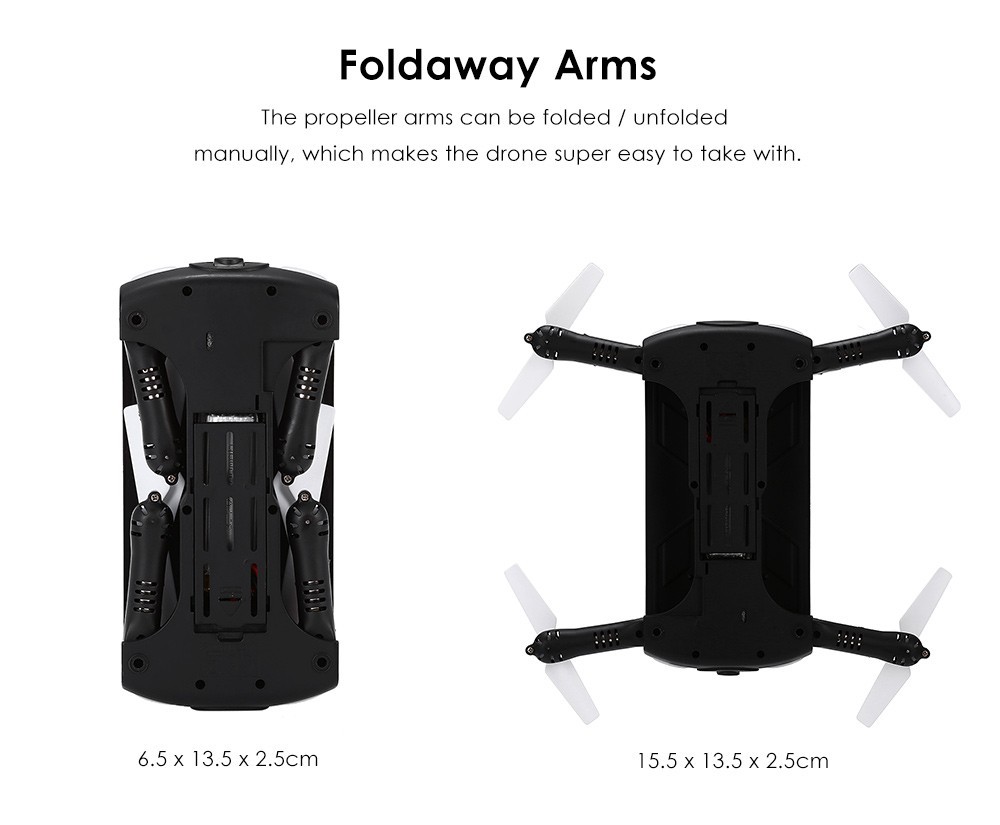 Foldaway Arms
The propeller arms can be folded / unfolded
manually, which makes the drone super easy to take with.
6.5 x 13.5 x 2.5cm
15.5 x 13.5 x 2.5cm